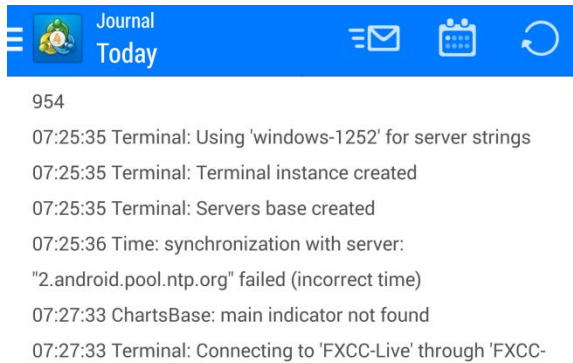 Journal
Today
954
07:25:35 Terminal: Using 'windows-1252' for server strings
07:25:35 Terminal: Terminal instance created
07:25:35 Terminal: Servers base created
07:25:36 Time: synchronization with server:
"2.android.pool.ntp.org" failed (incorrect time)
07:27:33 ChartsBase: main indicator not found
07:27:33 Terminal: Connecting to 'FXCC-Live' through 'FXCC-